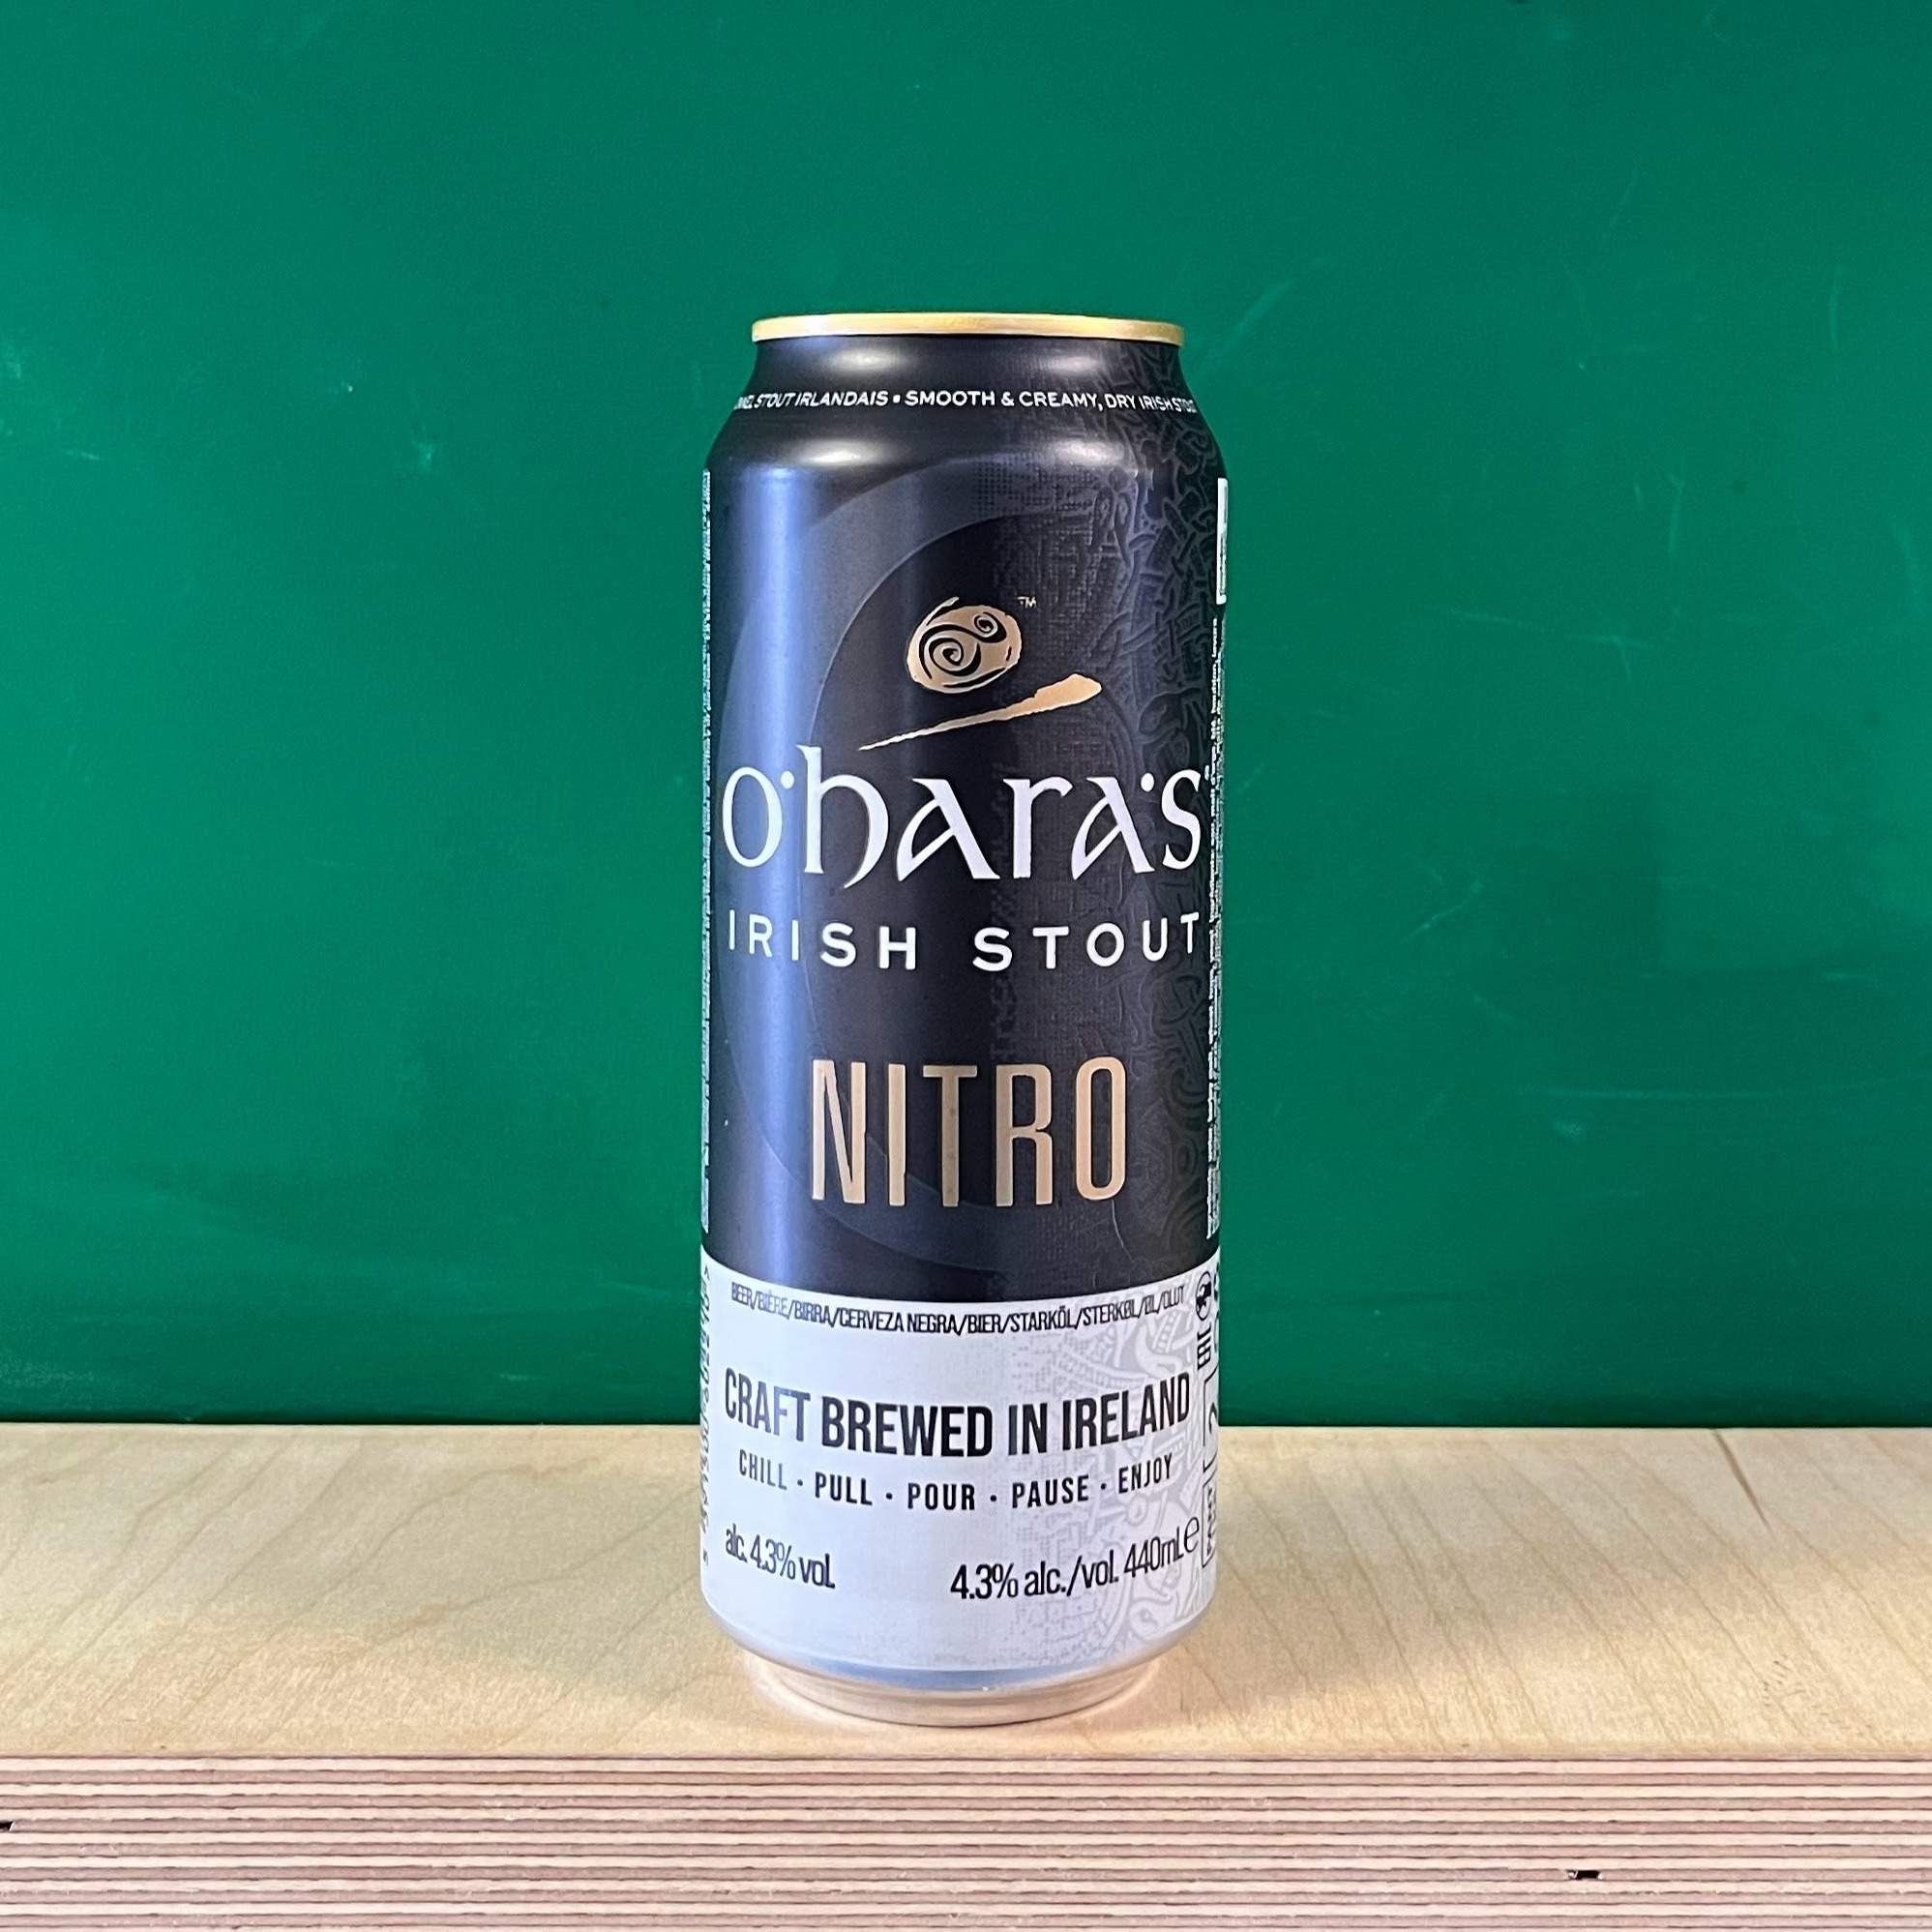 STOUT IRLANDAIS • SMOOTH & CREAMY, DRY IRISH STOUT
TM
O'hara's
IRISH STOUT
NITRO
BEER/BIÈRE/BIRRA/CERVEZA NEGRA/BIER/STARKÖL/STERKØL/ØL/OLUT
CRAFT BREWED IN IRELAND
CHILL · PULL · POUR · PAUSE · ENJOY
alc. 4.3% vol.
4.3% alc./vol. 440mL e